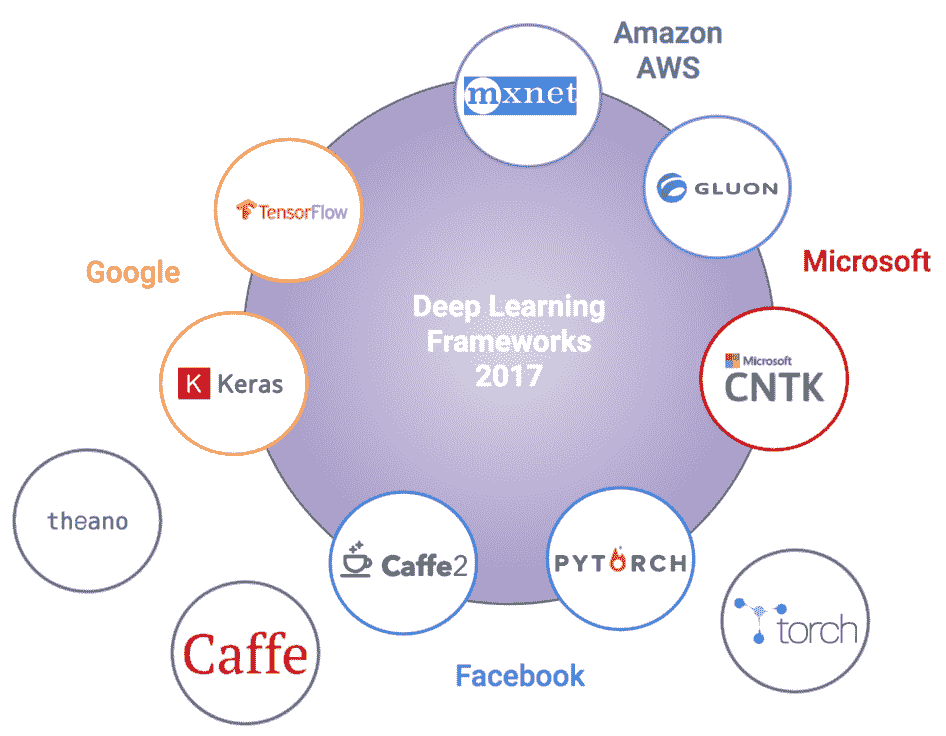 Amazon
AWS
mxnet
GLUON
TensorFlow
Google
Microsoft
Deep Learning
Frameworks
2017
Microsoft
CNTK
K Keras
theano
Caffe2
PYTORCH
torch
Caffe
Facebook